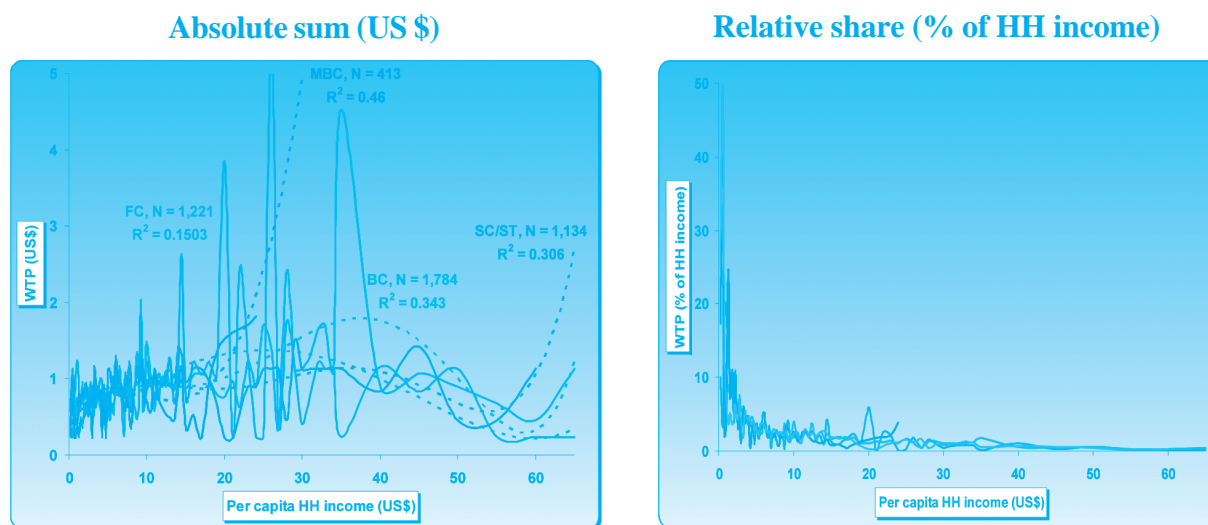 Absolute sum (US $)
5
4
3
2
1
0
WTP (US$)
MBC, N = 413
R² = 0.46
FC, N = 1,221
R² = 0.1503
SC/ST, N = 1,134
R² = 0.306
BC, N = 1,784
R² = 0.343
0 10 20 30 40 50 60
Per capita HH income (US$)
Relative share (% of HH income)
50
40
30
20
10
0
WTP (% of HH income)
0 10 20 30 40 50 60
Per capita HH income (US$)